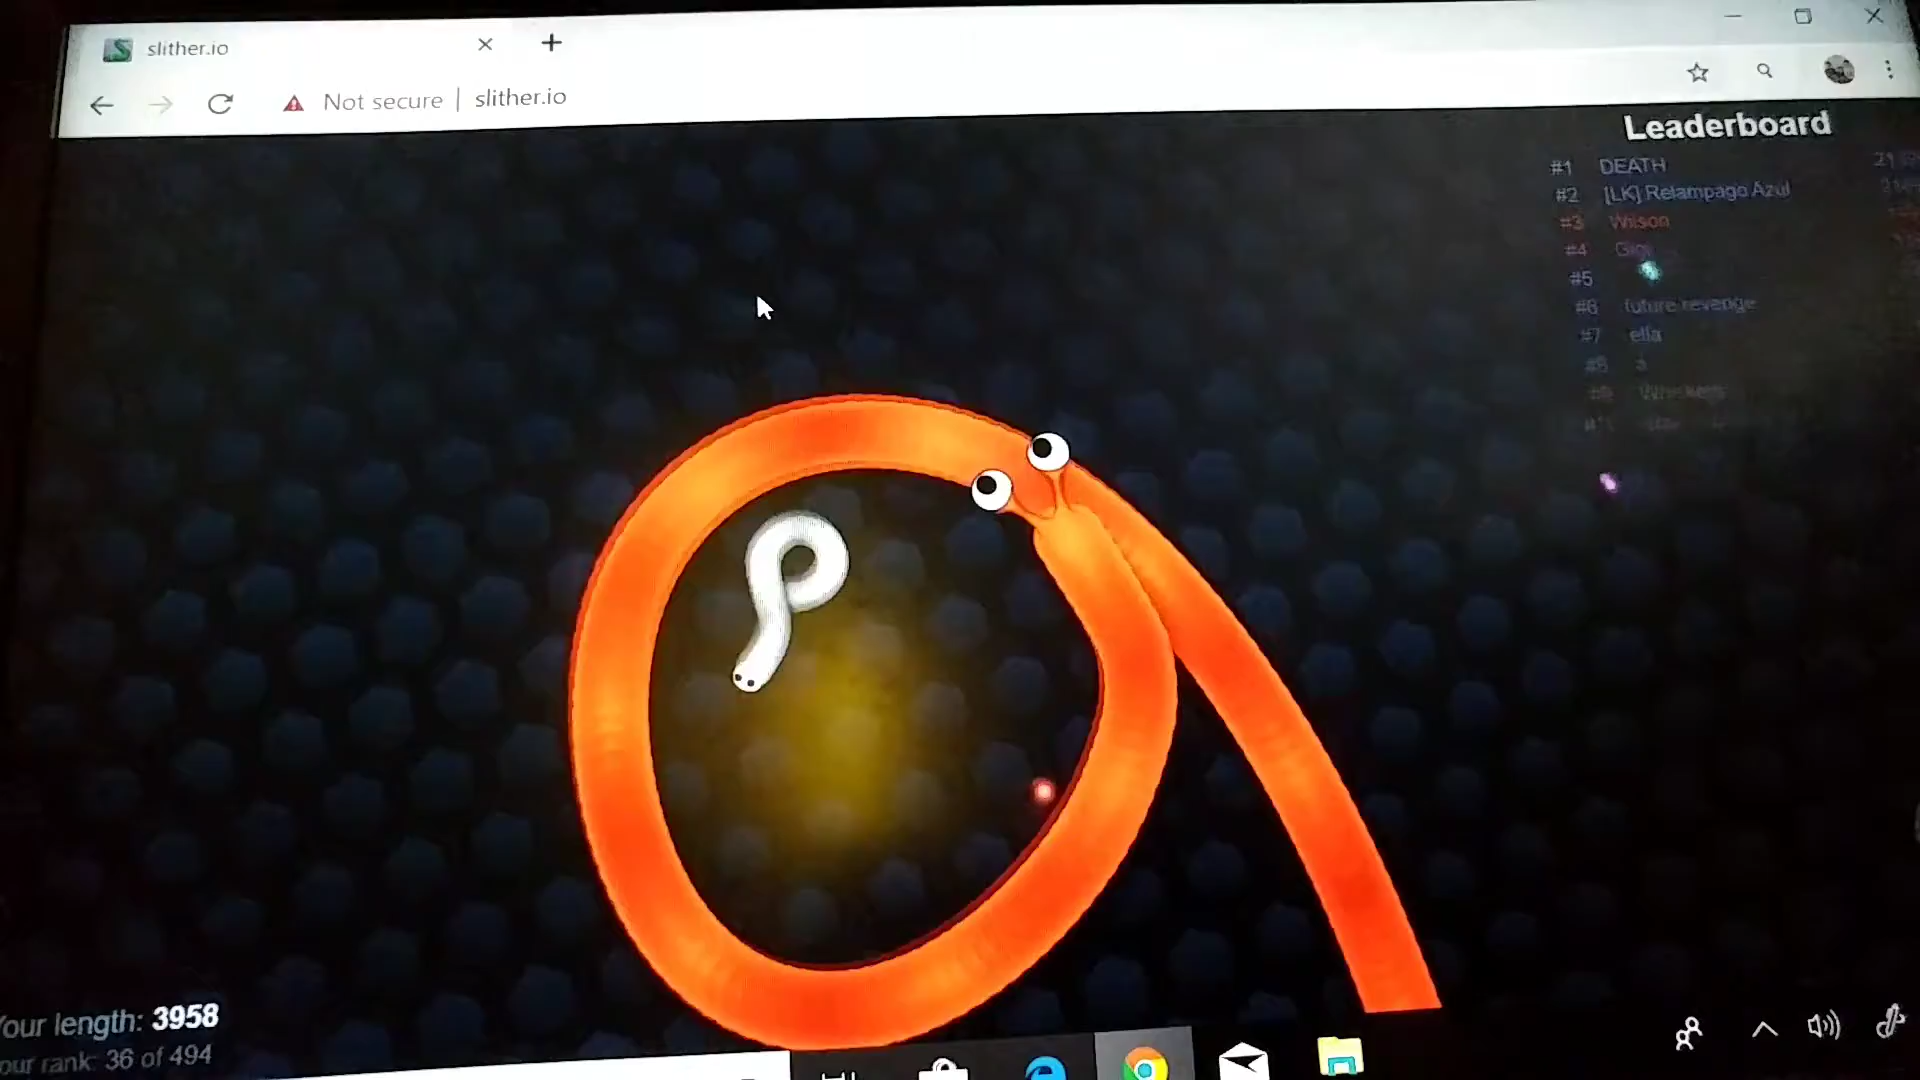 slither.io
Not secure | slither.io
Leaderboard
#1 DEATH
#2 [LK] Relampago Azul
#3 Wilson
#4
#5
#6 future revenge
#7 ella
#8 a
#9
our length: 3958
our rank: 36 of 494